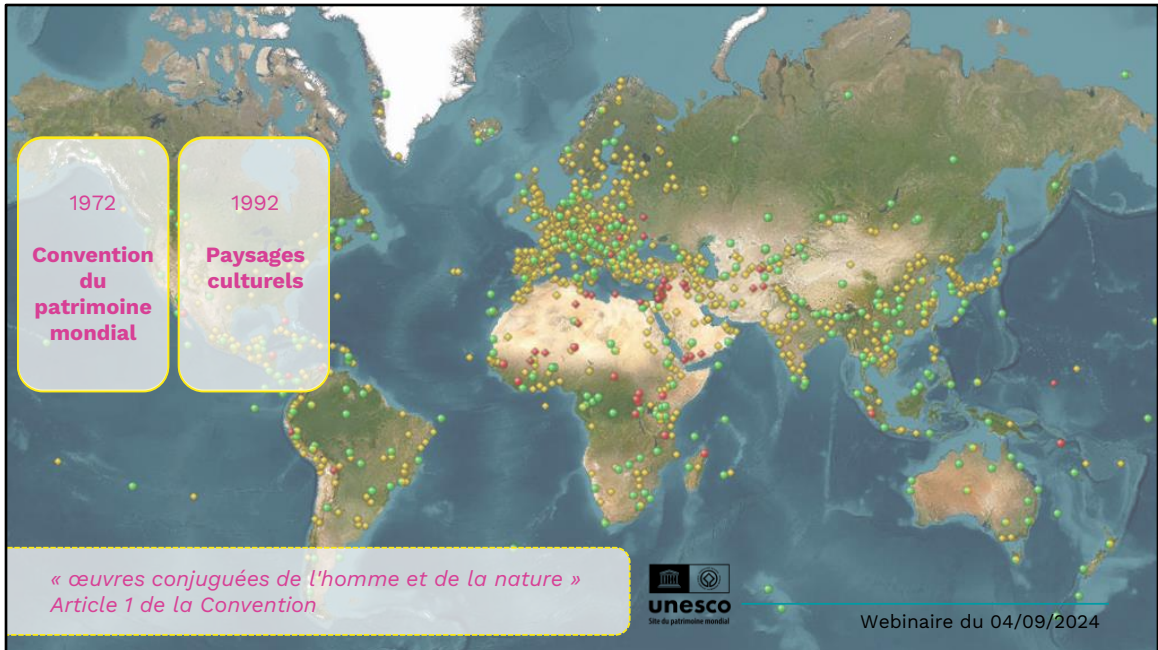 1972
Convention
du
patrimoine
mondial
1992
Paysages
culturels
« œuvres conjuguées de l'homme et de la nature »
Article 1 de la Convention
unesco
Site du patrimoine mondial
Webinaire du 04/09/2024